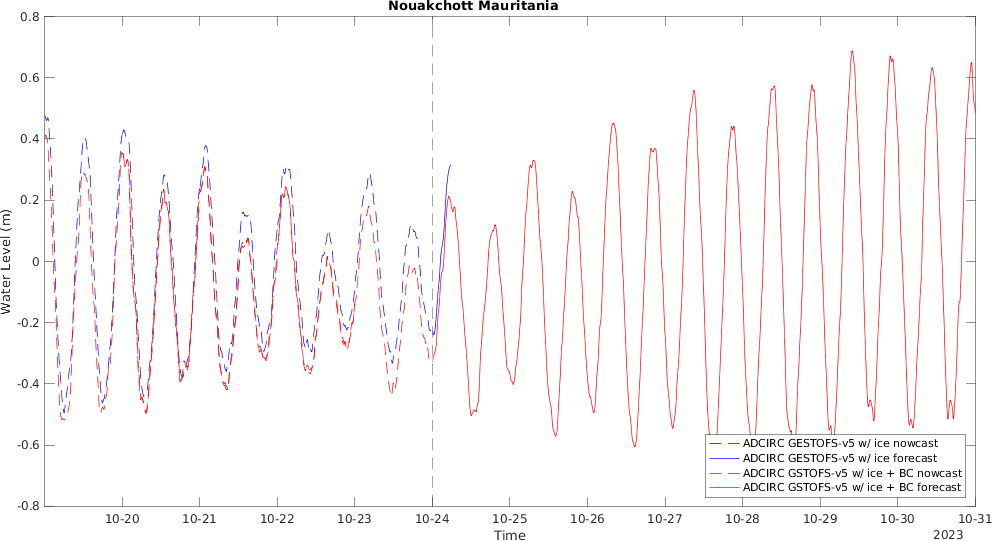 Nouakchott Mauritania
Water Level (m)
0.8
0.6
0.4
0.2
0
-0.2
-0.4
-0.6
-0.8
10-20 10-21 10-22 10-23 10-24 10-25 10-26 10-27 10-28 10-29 10-30 10-31
Time
2023
ADCIRC GESTOFS-v5 w/ ice nowcast
ADCIRC GESTOFS-v5 w/ ice forecast
ADCIRC GSTOFS-v5 w/ ice + BC nowcast
ADCIRC GSTOFS-v5 w/ ice + BC forecast